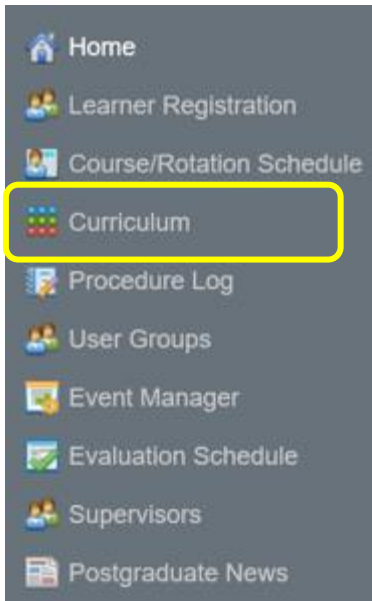 Home
Learner Registration
Course/Rotation Schedule
Curriculum
Procedure Log
User Groups
Event Manager
Evaluation Schedule
Supervisors
Postgraduate News